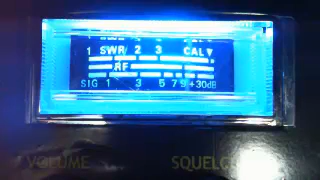 1 SWR 2 3 CAL▼
RF
SIG 1 3 5 7 9 +30dB
VOLUME SQUELCH